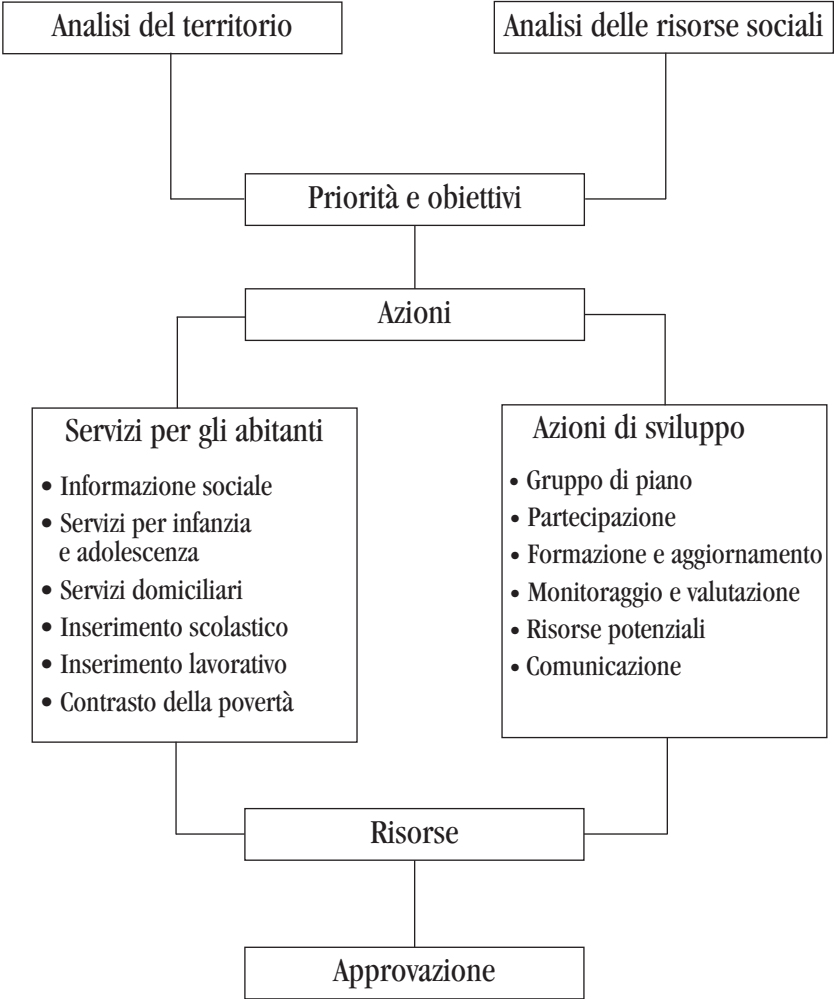 Analisi del territorio
Analisi delle risorse sociali
Priorità e obiettivi
Azioni
Servizi per gli abitanti
• Informazione sociale
• Servizi per infanzia
e adolescenza
• Servizi domiciliari
• Inserimento scolastico
• Inserimento lavorativo
• Contrasto della povertà
Azioni di sviluppo
• Gruppo di piano
• Partecipazione
• Formazione e aggiornamento
• Monitoraggio e valutazione
• Risorse potenziali
• Comunicazione
Risorse
Approvazione